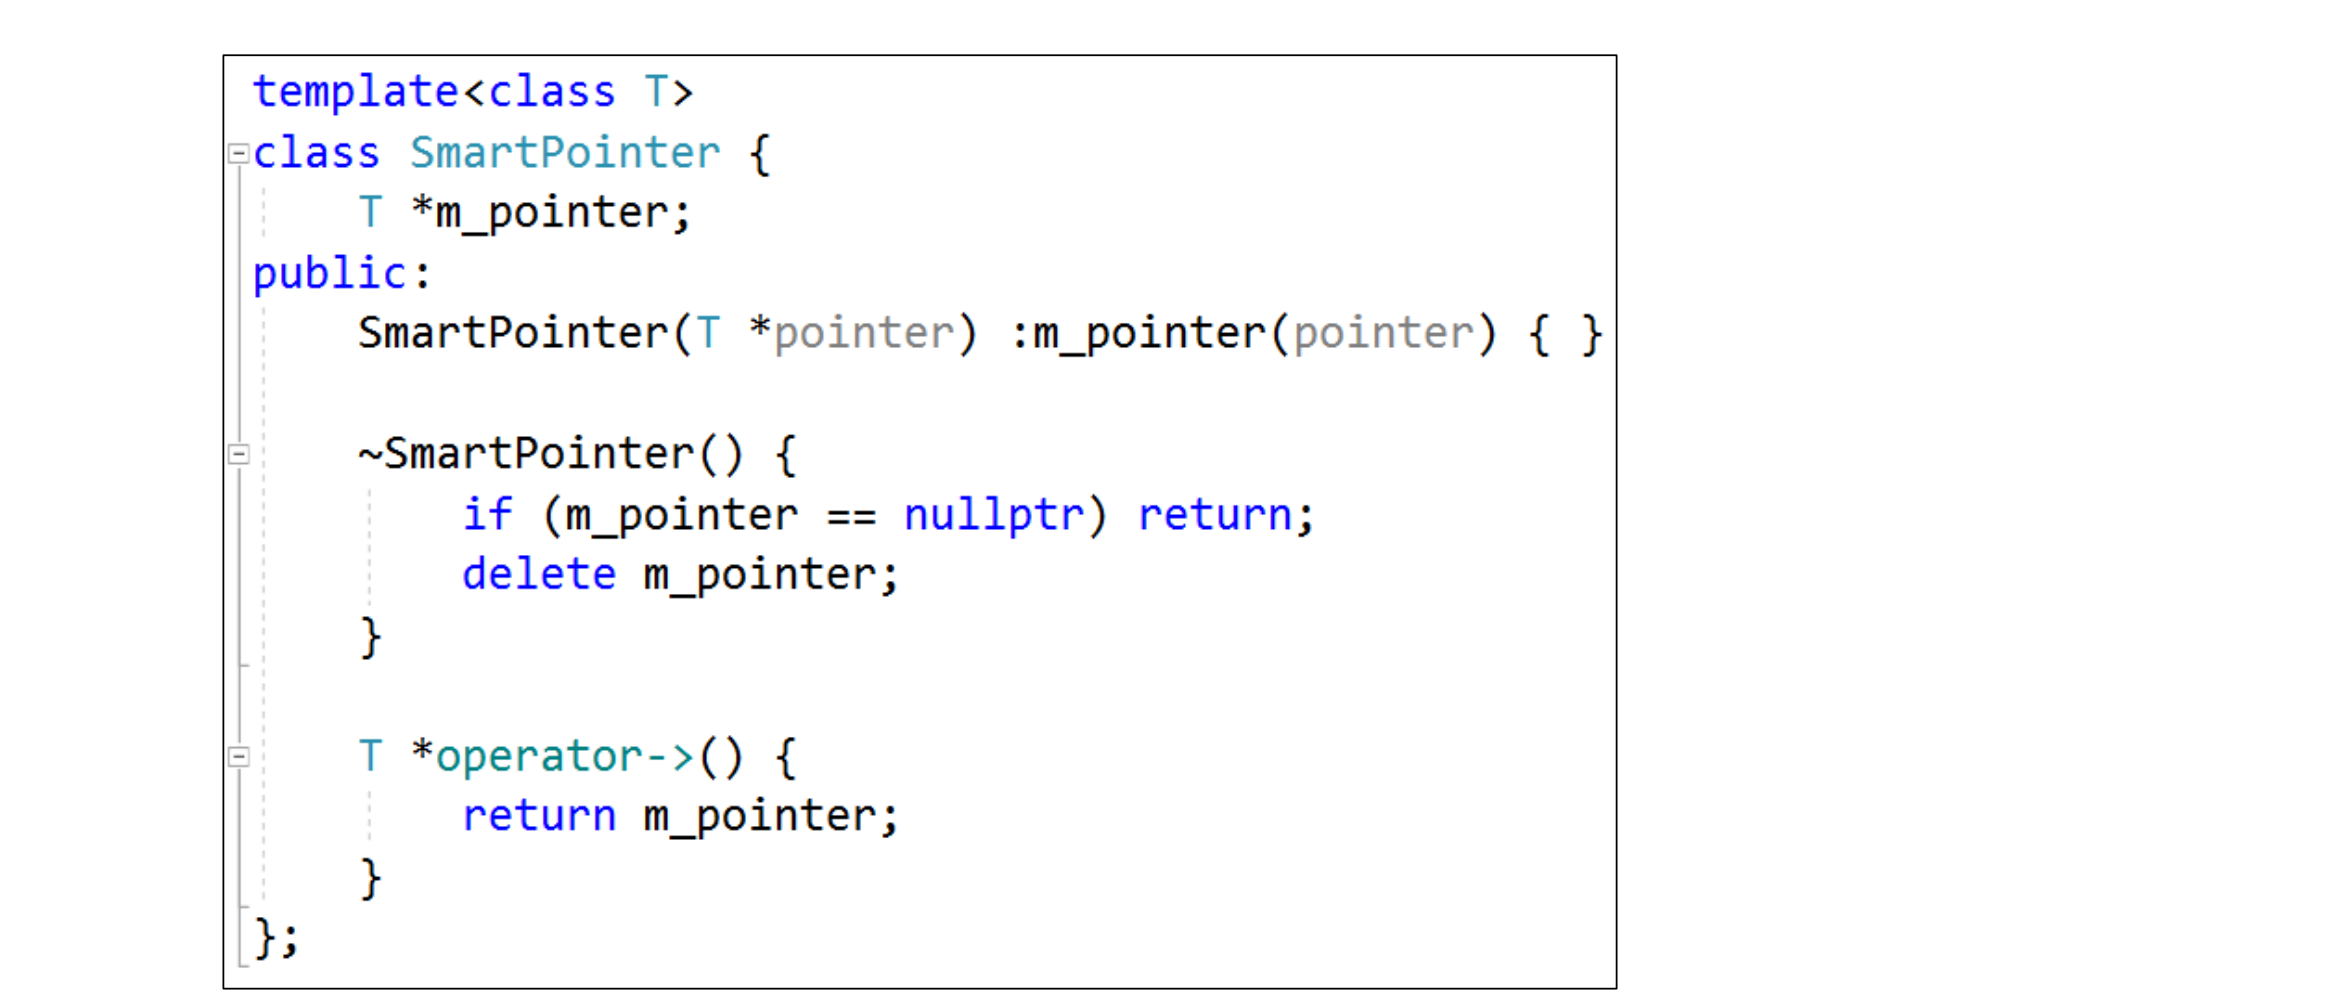 template<class T>
class SmartPointer {
    T *m_pointer;
public:
    SmartPointer(T *pointer) :m_pointer(pointer) { }
    ~SmartPointer() {
        if (m_pointer == nullptr) return;
        delete m_pointer;
    }
    T *operator->() {
        return m_pointer;
    }
};